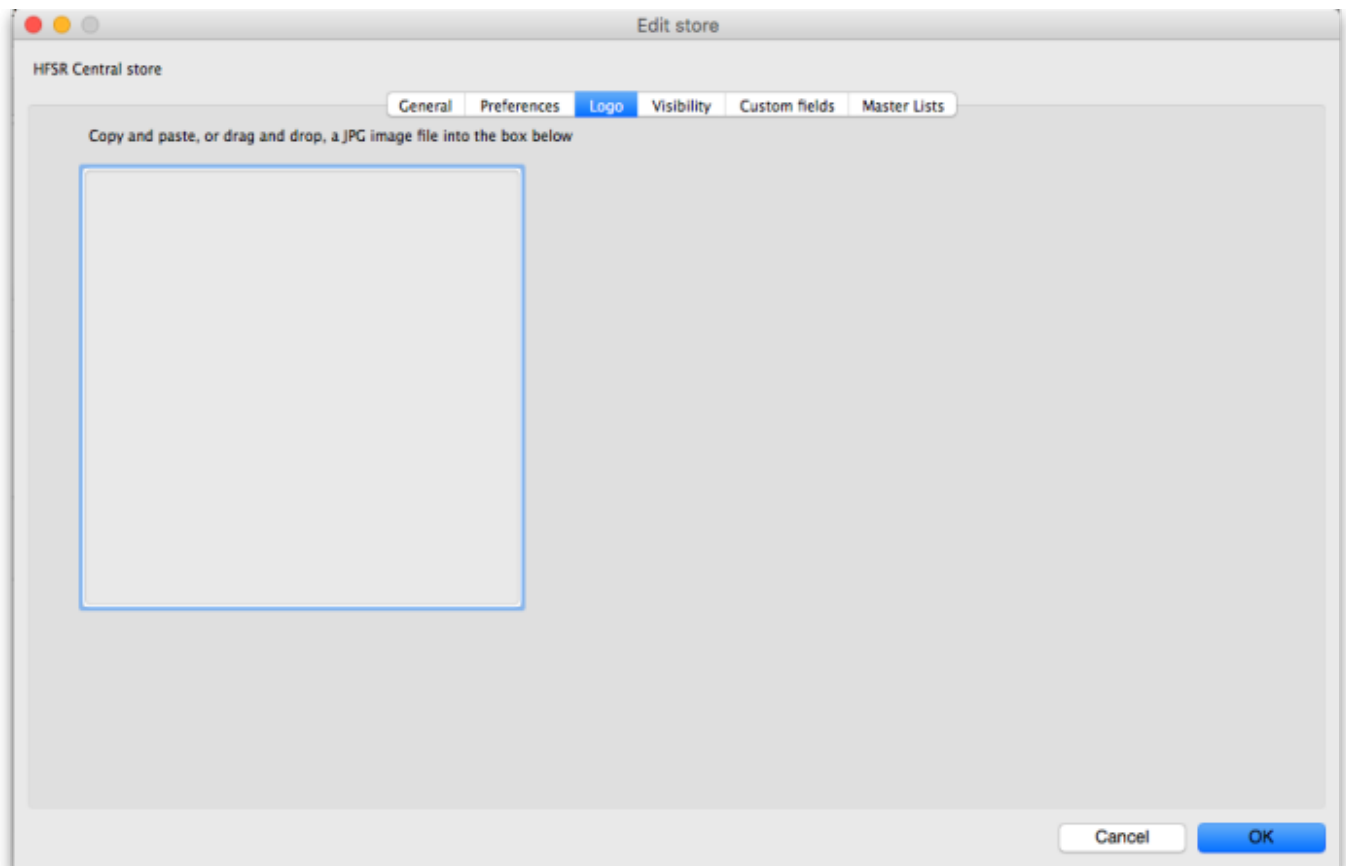 Edit store
HFSR Central store
General Preferences Logo Visibility Custom fields Master Lists
Copy and paste, or drag and drop, a JPG image file into the box below
Cancel OK